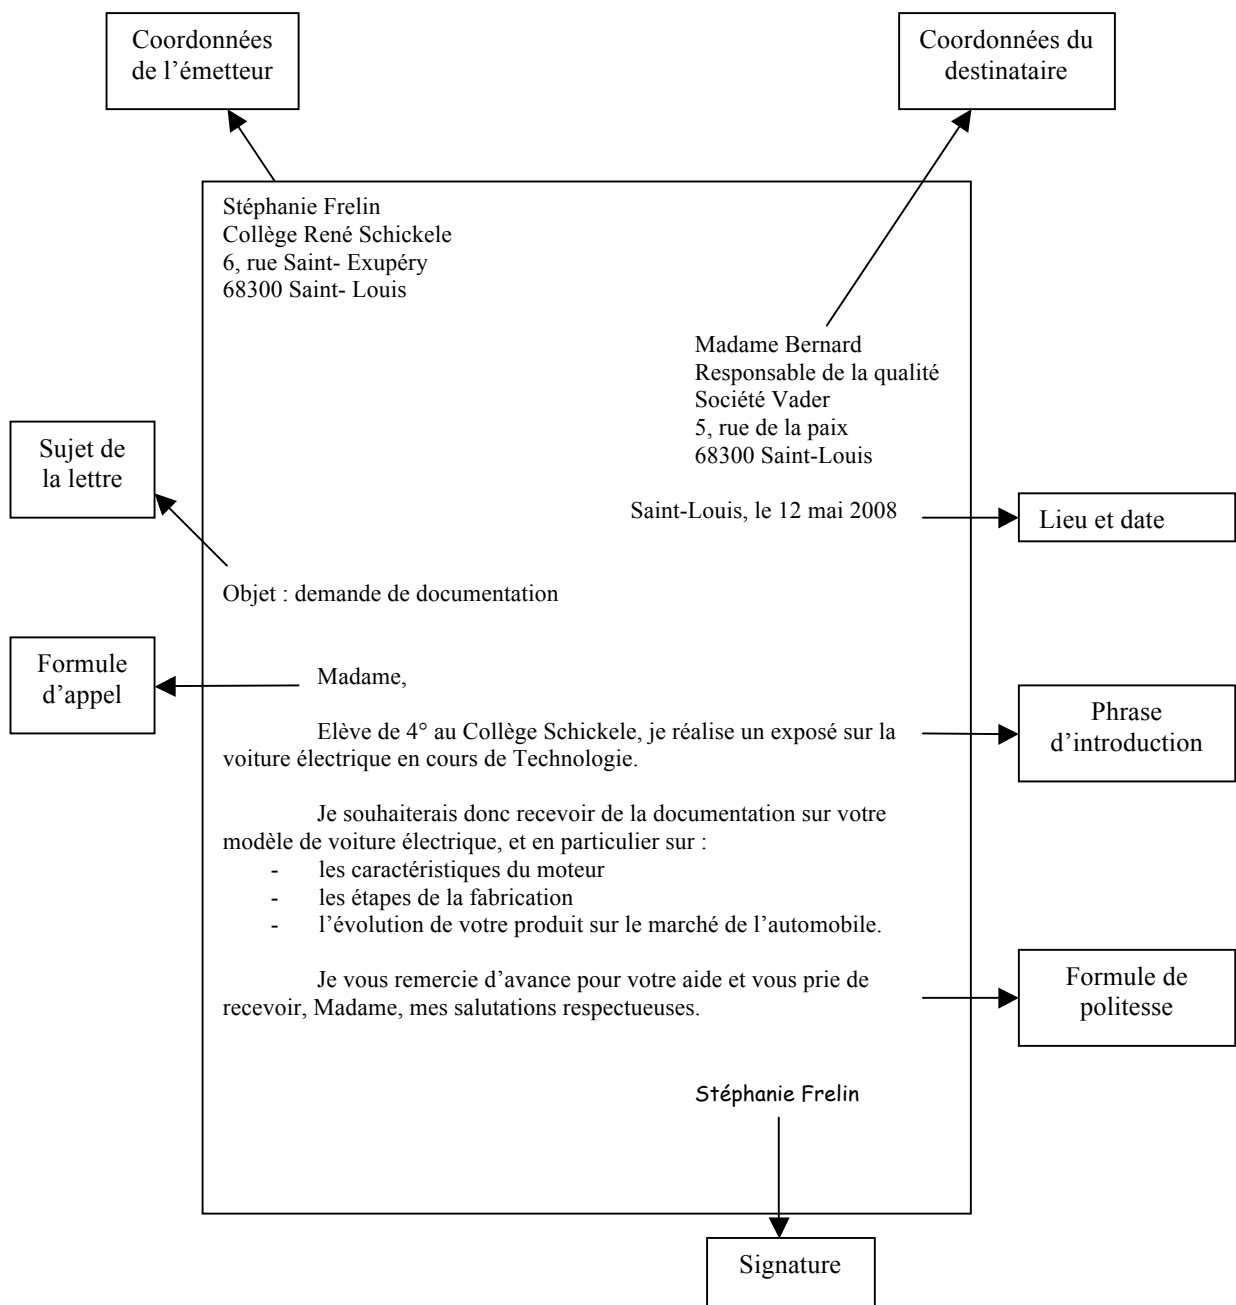 Coordonnées
de l’émetteur
Coordonnées du
destinataire
Stéphanie Frelin
Collège René Schickele
6, rue Saint- Exupéry
68300 Saint- Louis
Madame Bernard
Responsable de la qualité
Société Vader
5, rue de la paix
68300 Saint-Louis
Sujet de
la lettre
Saint-Louis, le 12 mai 2008
Lieu et date
Objet : demande de documentation
Formule
d’appel
Madame,
Elève de 4° au Collège Schickele, je réalise un exposé sur la
voiture électrique en cours de Technologie.
Phrase
d’introduction
Je souhaiterais donc recevoir de la documentation sur votre
modèle de voiture électrique, et en particulier sur :
- les caractéristiques du moteur
- les étapes de la fabrication
- l’évolution de votre produit sur le marché de l’automobile.
Je vous remercie d’avance pour votre aide et vous prie de
recevoir, Madame, mes salutations respectueuses.
Formule de
politesse
Stéphanie Frelin
Signature